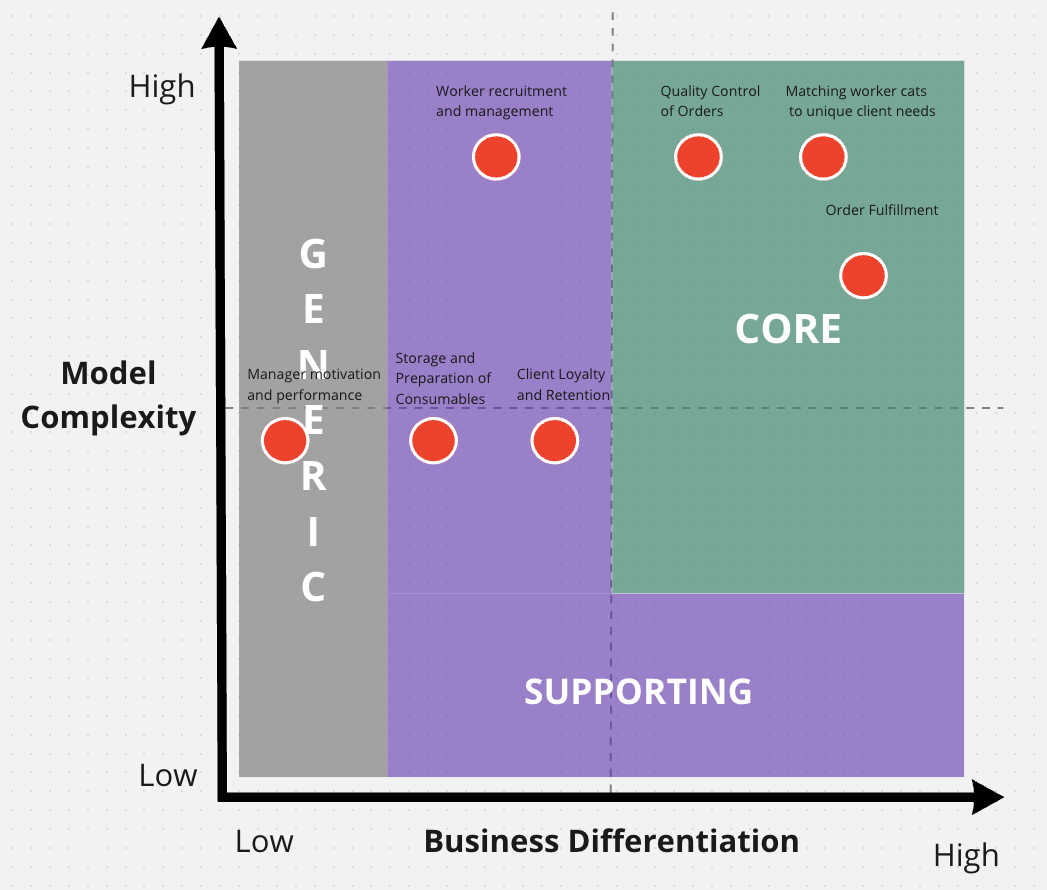 High
Worker recruitment
and management
Quality Control
of Orders
Matching worker cats
to unique client needs
Order Fulfillment
G
E
N
E
R
I
C
CORE
Model
Complexity
Manager motivation
and performance
Storage and
Preparation of
Consumables
Client Loyalty
and Retention
SUPPORTING
Low
Low
Business Differentiation
High